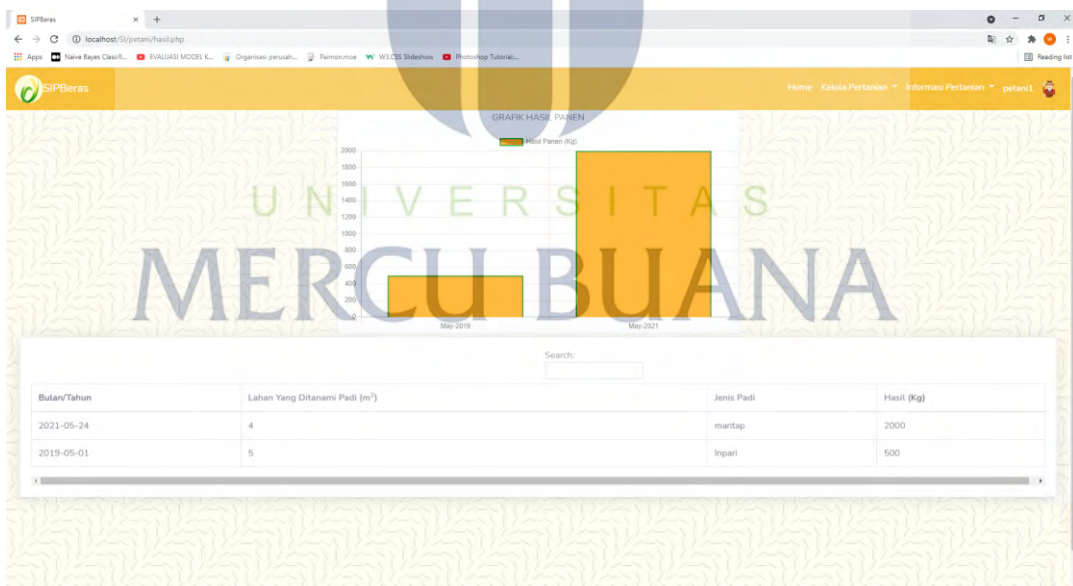 SIPBeras
localhost/SI/petani/hasil.php
Apps Naive Bayes Classifi... EVALUASI MODEL K... Organisasi perusah... Paimon.moe W3.CSS Slideshow Photoshop Tutorial:... Reading list
SIPBeras Home Kelola Pertanian Informasi Pertanian petani1
GRAFIK HASIL PANEN
Hasil Panen (Kg)
2000
1800
1600
1400
1200
1000
800
600
400
200
0
May-2019 May-2021
UNIVERSITAS
MERCU BUANA
Search:
Bulan/Tahun Lahan Yang Ditanami Padi (m²) Jenis Padi Hasil (Kg)
2021-05-24 4 mantap 2000
2019-05-01 5 Inpari 500